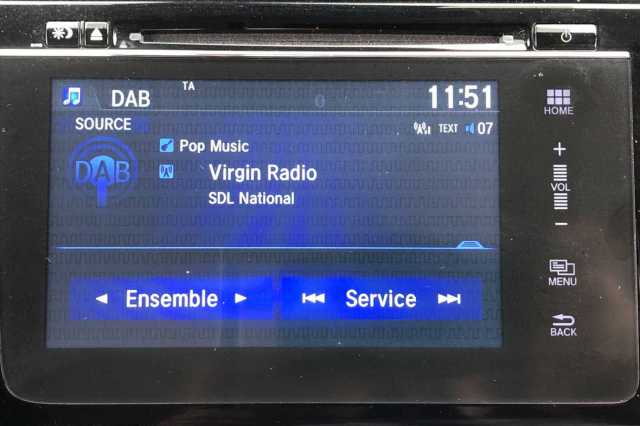 TA
DAB 11:51
SOURCE
TEXT 07
DAB
Pop Music
Virgin Radio
SDL National
Ensemble Service
HOME
+
VOL
−
MENU
BACK